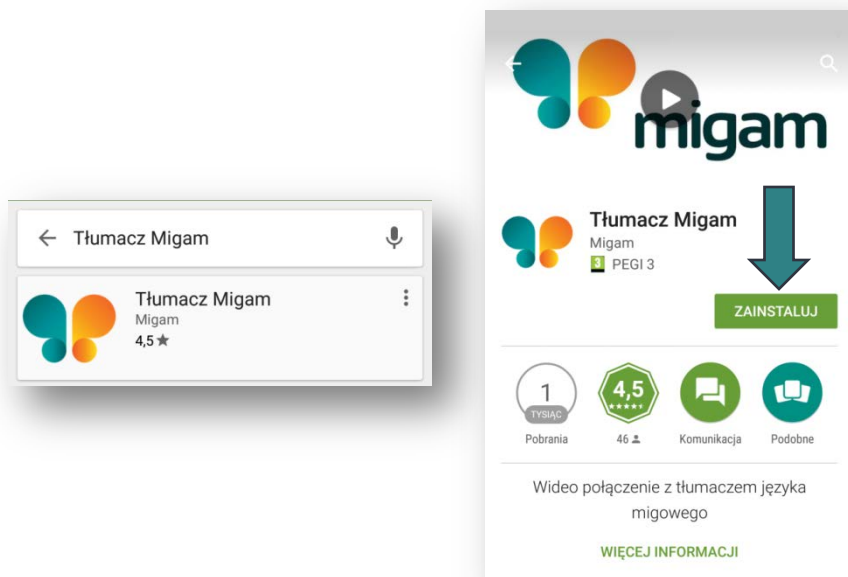 Tłumacz Migam
Tłumacz Migam
Migam
4,5★
migam
Tłumacz Migam
Migam
3 PEGI 3
ZAINSTALUJ
1
TYSIĄC
Pobrania
4,5
46
Komunikacja
Podobne
Wideo połączenie z tłumaczem języka
migowego
WIĘCEJ INFORMACJI